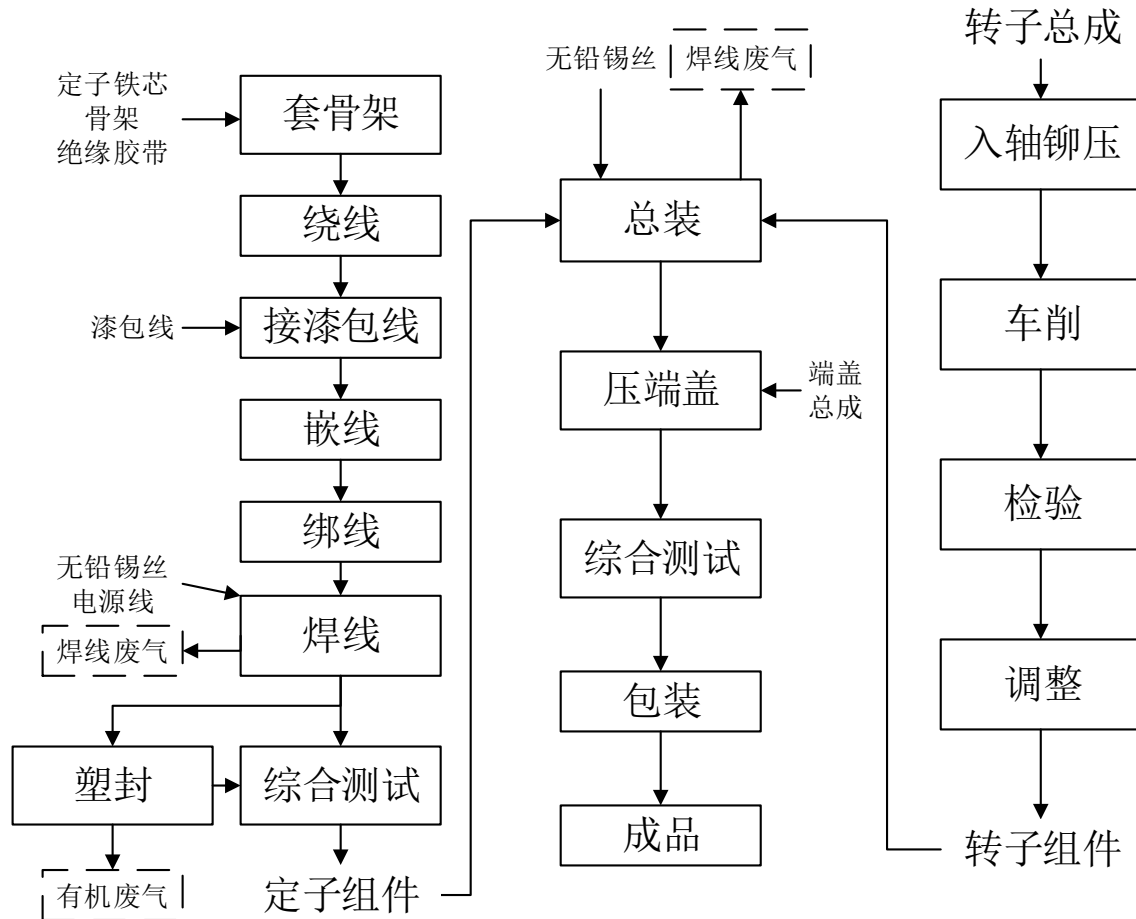 定子铁芯
骨架
绝缘胶带
套骨架
绕线
漆包线
接漆包线
嵌线
绑线
无铅锡丝
电源线
焊线
焊线废气
塑封
综合测试
有机废气
定子组件
无铅锡丝
焊线废气
总装
压端盖
端盖
总成
综合测试
包装
成品
转子总成
入轴铆压
车削
检验
调整
转子组件